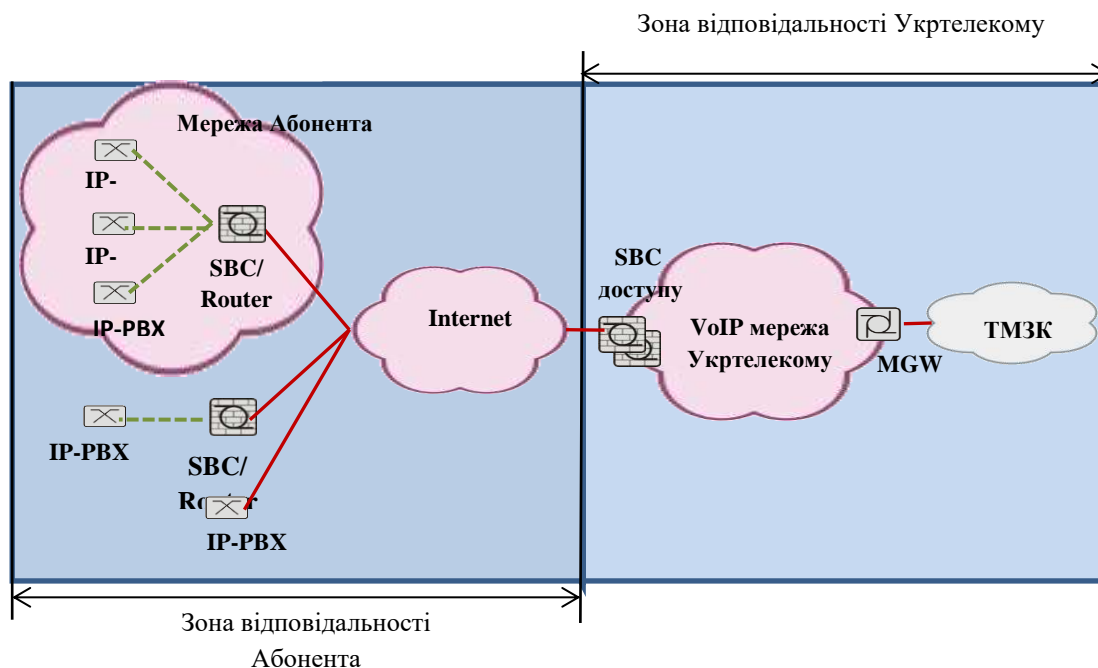 Зона відповідальності Укртелекому
Мережа Абонента
IP-
IP-
IP-PBX
SBC/
Router
Internet
SBC
доступу
VoIP мережа
Укртелекому
MGW
ТМЗК
IP-PBX
SBC/
Router
IP-PBX
Зона відповідальності
Абонента